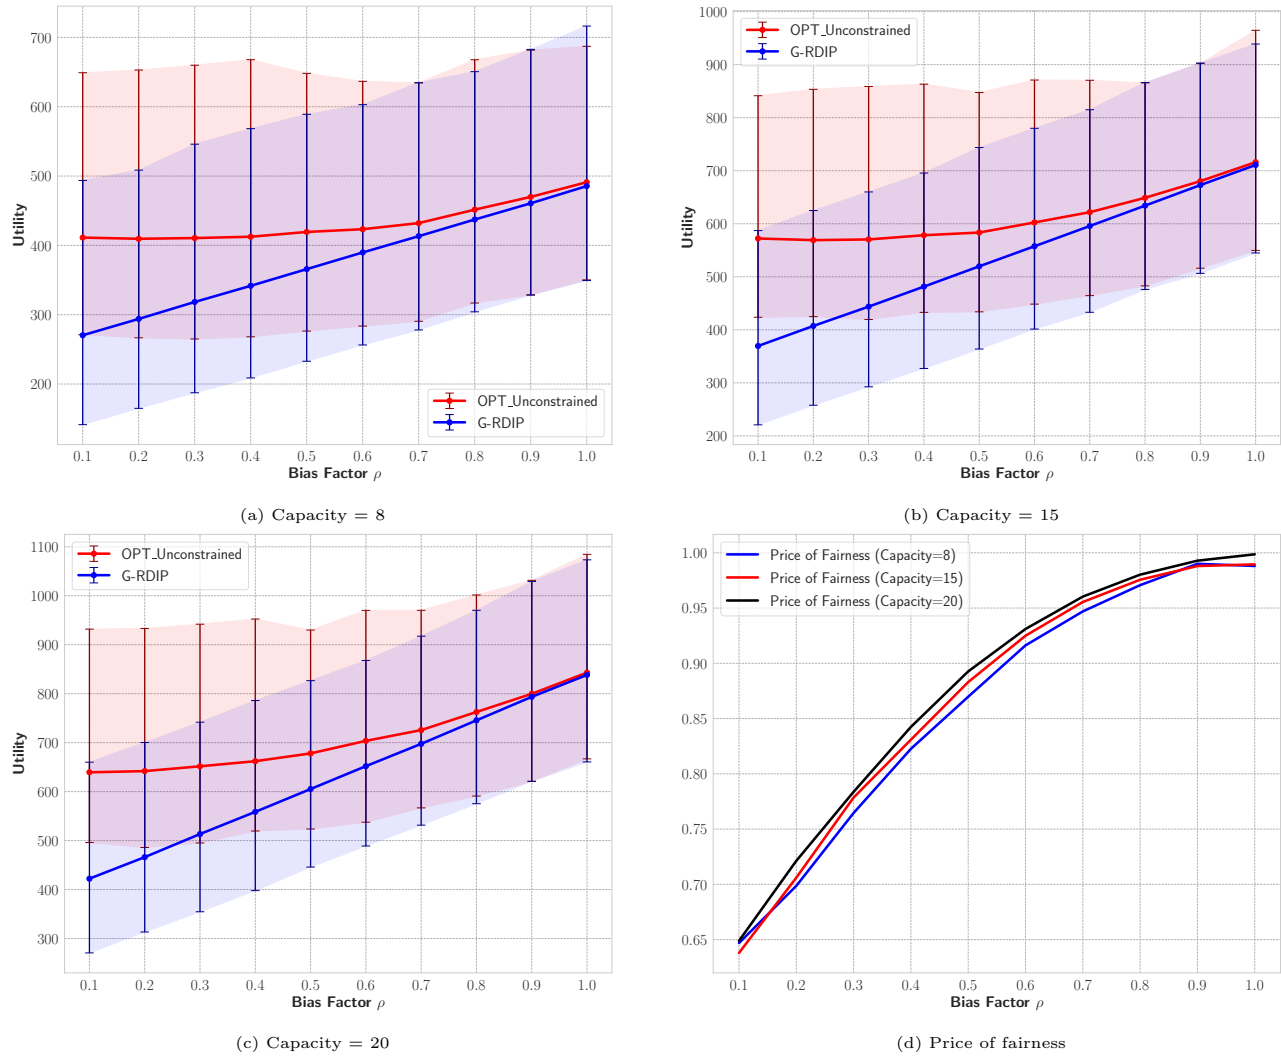 700
600
500
400
300
200
Utility
OPT_Unconstrained
G-RDIP
0.1 0.2 0.3 0.4 0.5 0.6 0.7 0.8 0.9 1.0
Bias Factor ρ
(a) Capacity = 8
1000
900
800
700
600
500
400
300
200
Utility
OPT_Unconstrained
G-RDIP
0.1 0.2 0.3 0.4 0.5 0.6 0.7 0.8 0.9 1.0
Bias Factor ρ
(b) Capacity = 15
1100
1000
900
800
700
600
500
400
300
Utility
OPT_Unconstrained
G-RDIP
0.1 0.2 0.3 0.4 0.5 0.6 0.7 0.8 0.9 1.0
Bias Factor ρ
(c) Capacity = 20
1.00
0.95
0.90
0.85
0.80
0.75
0.70
0.65
Price of Fairness (Capacity=8)
Price of Fairness (Capacity=15)
Price of Fairness (Capacity=20)
0.1 0.2 0.3 0.4 0.5 0.6 0.7 0.8 0.9 1.0
Bias Factor ρ
(d) Price of fairness